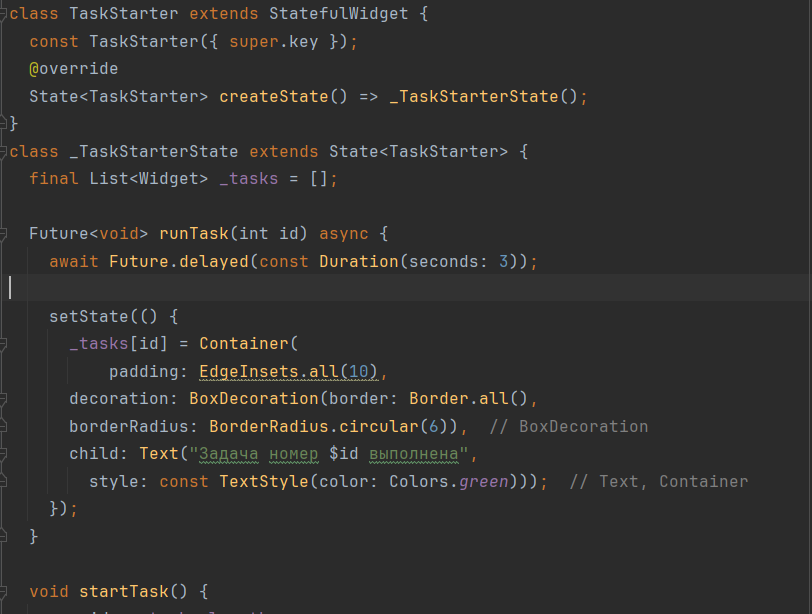 class TaskStarter extends StatefulWidget {
const TaskStarter({ super.key });
@override
State<TaskStarter> createState() => _TaskStarterState();
}
class _TaskStarterState extends State<TaskStarter> {
final List<Widget> _tasks = [];
Future<void> runTask(int id) async {
await Future.delayed(const Duration(seconds: 3));
setState(() {
_tasks[id] = Container(
padding: EdgeInsets.all(10),
decoration: BoxDecoration(border: Border.all(),
borderRadius: BorderRadius.circular(6)), // BoxDecoration
child: Text("Задача номер $id выполнена",
style: const TextStyle(color: Colors.green))); // Text, Container
});
}
void startTask() {